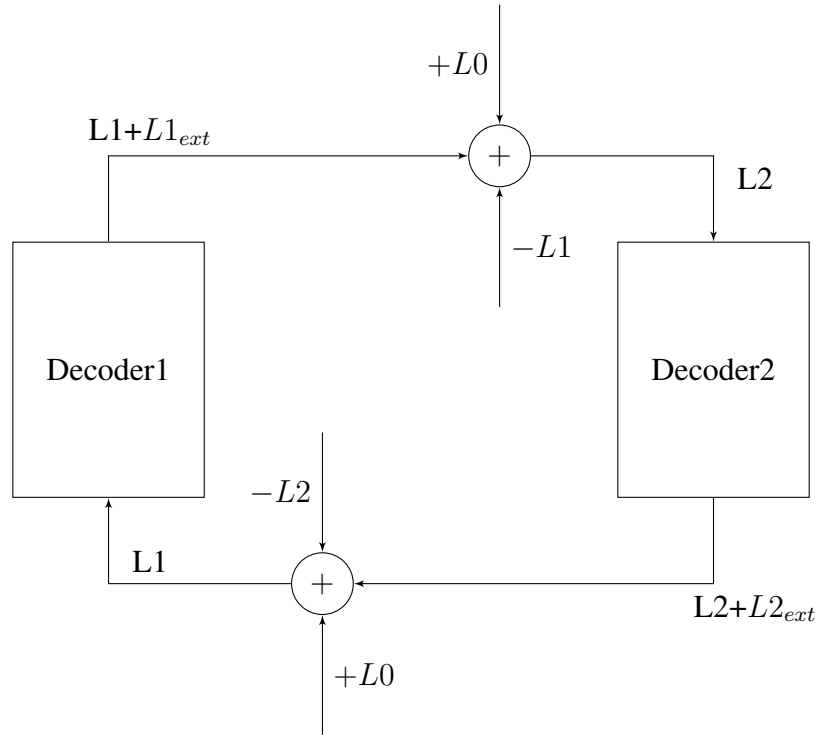 +L0
L1+L1ext
+
L2
−L1
Decoder1
Decoder2
−L2
L1
+
L2+L2ext
+L0